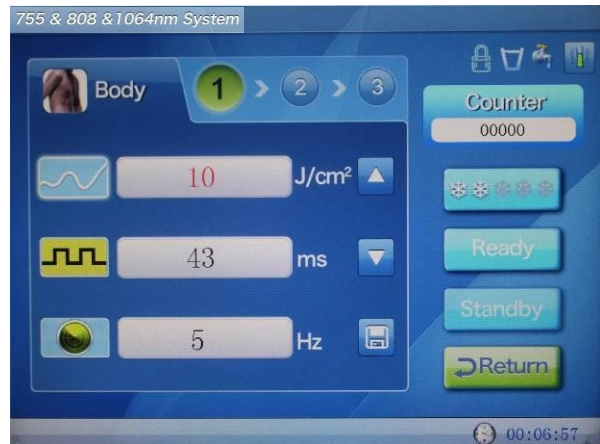 755 & 808 &1064nm System
Body
1 > 2 > 3
Counter
00000
10 J/cm²
43 ms
Ready
5 Hz
Standby
Return
00:06:57